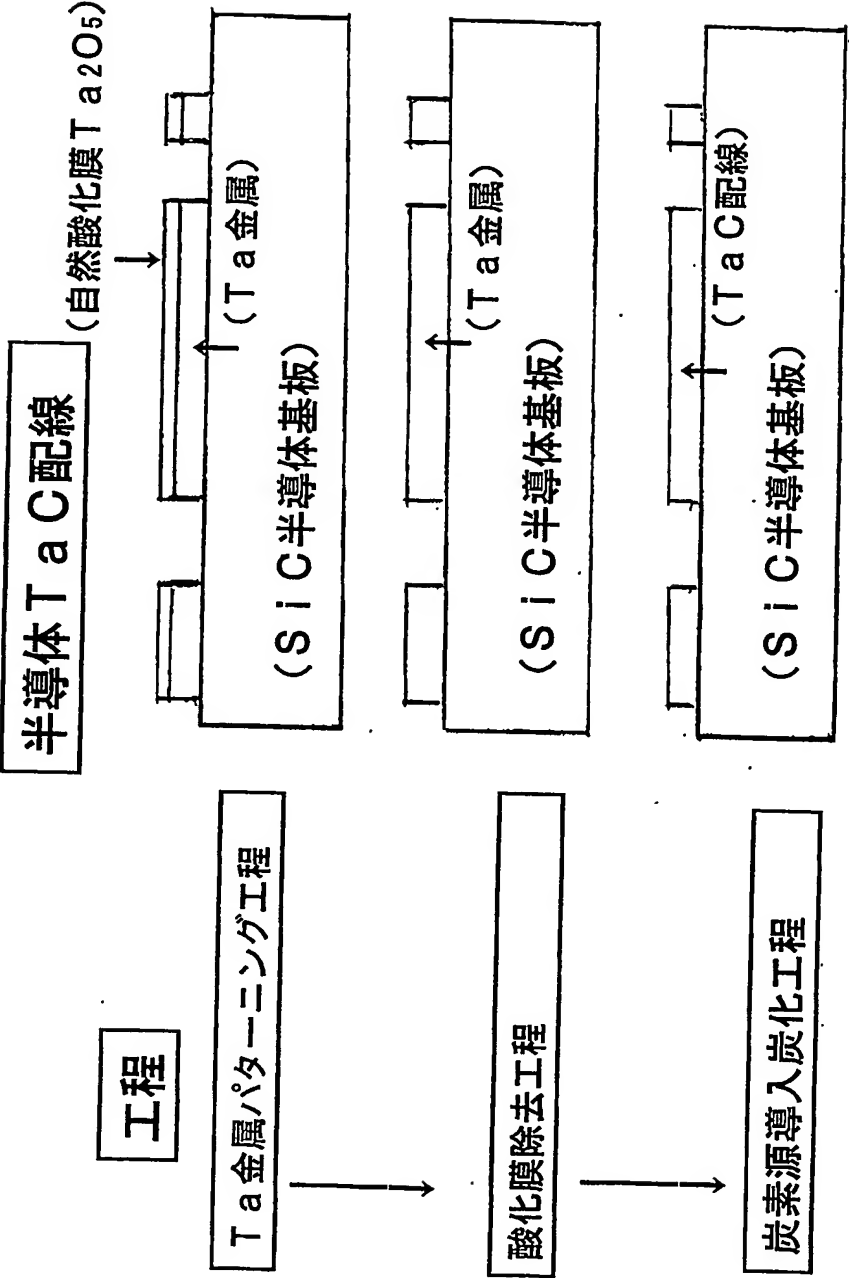 工程
半導体TaC配線
Ta金属パターニング工程
(自然酸化膜Ta2O5)
(Ta金属)
(SiC半導体基板)
酸化膜除去工程
(Ta金属)
(SiC半導体基板)
炭素源導入炭化工程
(TaC配線)
(SiC半導体基板)